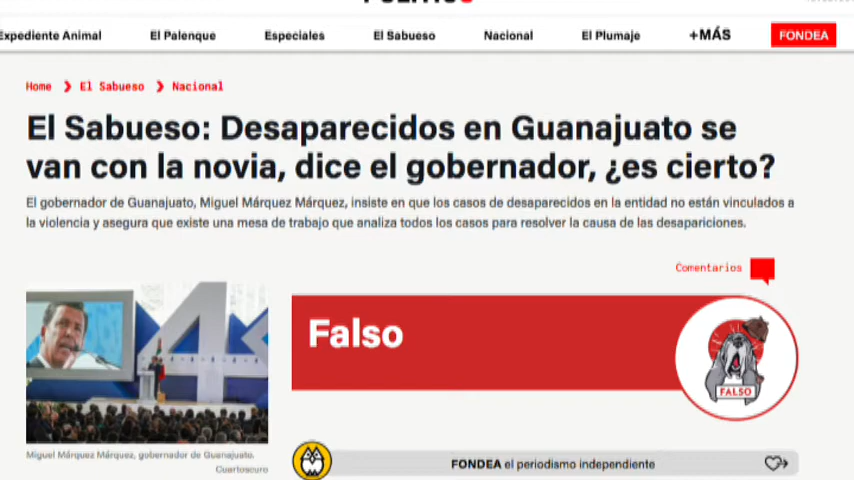 Expediente Animal
El Palenque
Especiales
El Sabueso
Nacional
El Plumaje
+MÁS
FONDEA
Home ❯ El Sabueso ❯ Nacional
El Sabueso: Desaparecidos en Guanajuato se
van con la novia, dice el gobernador, ¿es cierto?
El gobernador de Guanajuato, Miguel Márquez Márquez, insiste en que los casos de desaparecidos en la entidad no están vinculados a
la violencia y asegura que existe una mesa de trabajo que analiza todos los casos para resolver la causa de las desapariciones.
Comentarios
Falso
FALSO
Miguel Márquez Márquez, gobernador de Guanajuato.
Cuartoscuro
FONDEA el periodismo independiente